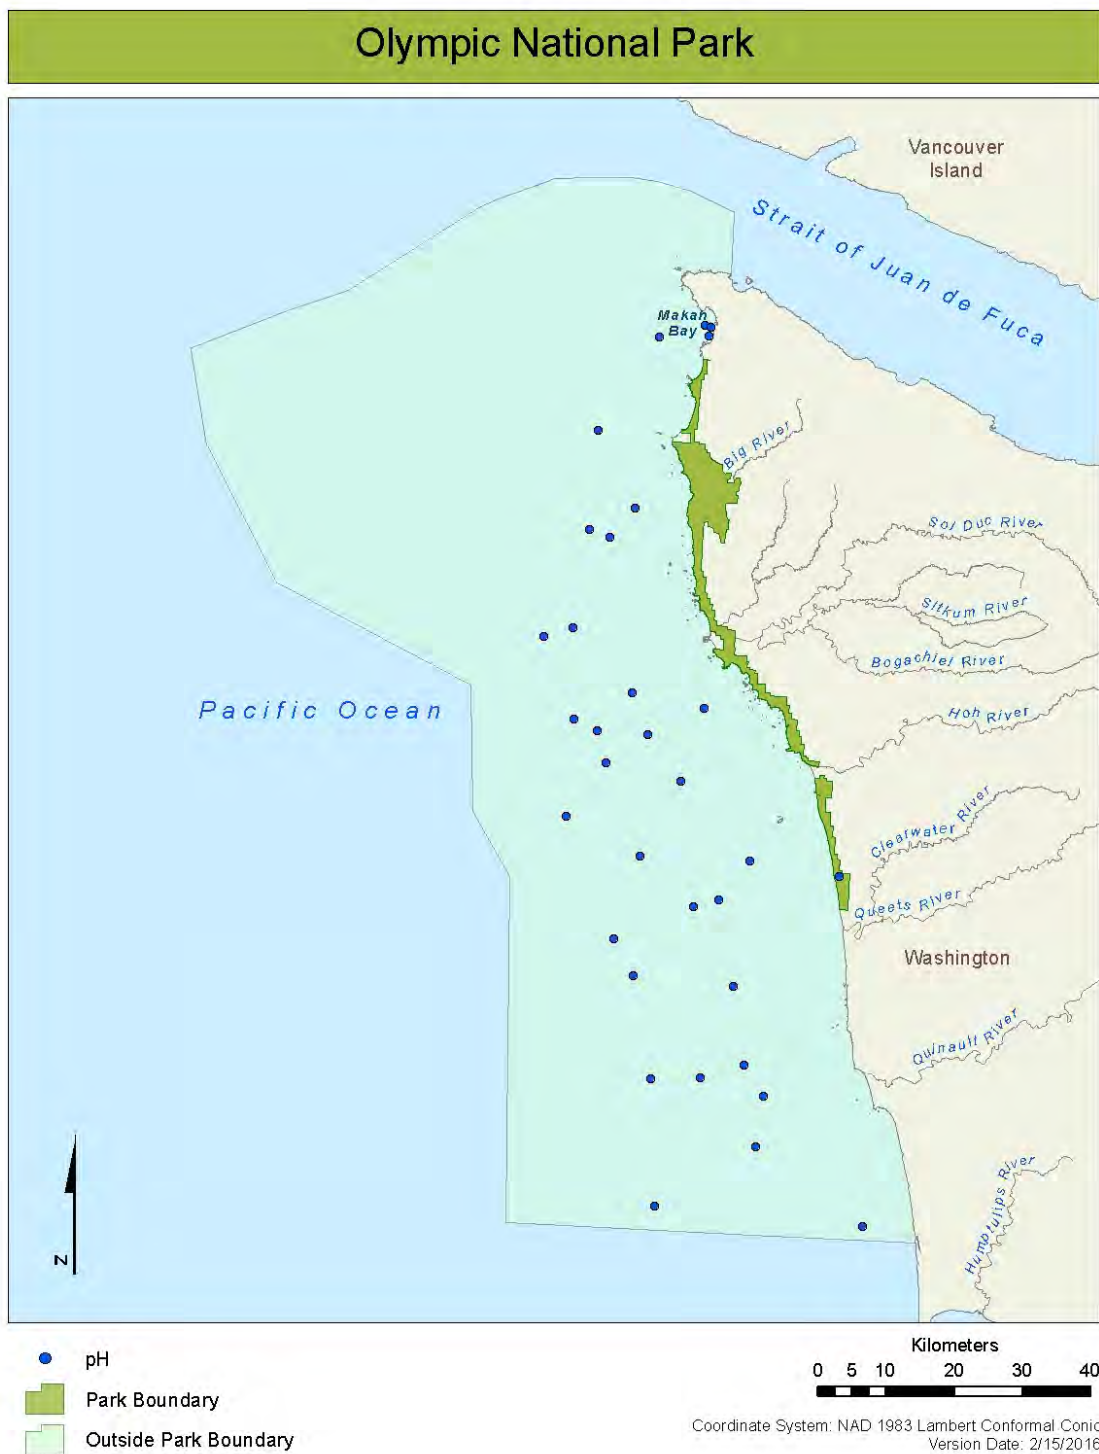 Olympic National Park
Vancouver
Island
Strait of Juan de Fuca
Makah
Bay
Big River
Sol Duc River
Sitkum River
Bogachiel River
Pacific Ocean
Hoh River
Clearwater River
Queets River
Washington
Quinault River
Humptulips River
N
pH
Park Boundary
Outside Park Boundary
Kilometers
0 5 10 20 30 40
Coordinate System: NAD 1983 Lambert Conformal Conic
Version Date: 2/15/2016